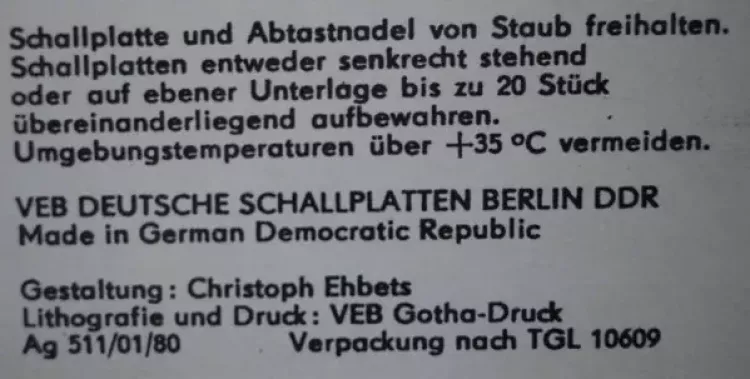 Schallplatte und Abtastnadel von Staub freihalten.
Schallplatten entweder senkrecht stehend
oder auf ebener Unterlage bis zu 20 Stück
übereinanderliegend aufbewahren.
Umgebungstemperaturen über +35 °C vermeiden.
VEB DEUTSCHE SCHALLPLATTEN BERLIN DDR
Made in German Democratic Republic
Gestaltung: Christoph Ehbets
Lithografie und Druck: VEB Gotha-Druck
Ag 511/01/80 Verpackung nach TGL 10609